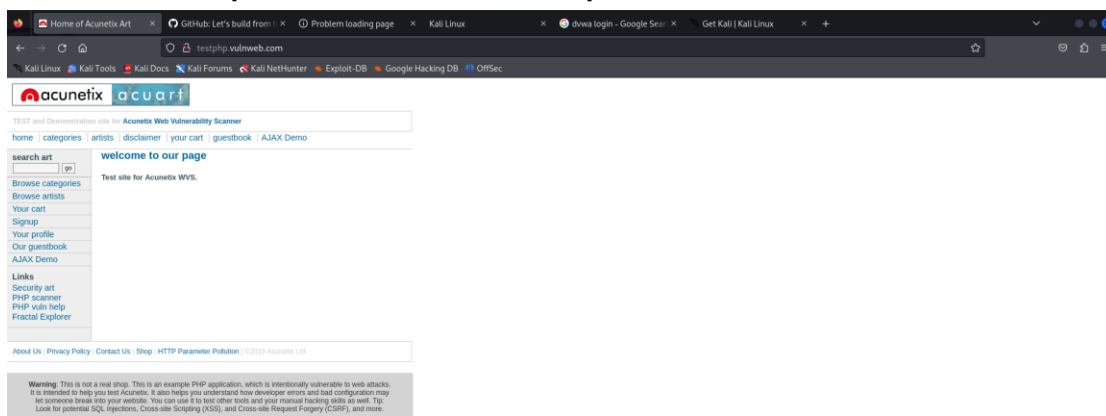 Home of Acunetix Art × GitHub: Let's build from h × Problem loading page × Kali Linux × dvwa login - Google Sear × Get Kali | Kali Linux × +
testphp.vulnweb.com
Kali Linux Kali Tools Kali Docs Kali Forums Kali NetHunter Exploit-DB Google Hacking DB OffSec
acunetix acuart
TEST and Demonstration site for Acunetix Web Vulnerability Scanner
home | categories | artists | disclaimer | your cart | guestbook | AJAX Demo
search art
go
Browse categories
Browse artists
Your cart
Signup
Your profile
Our guestbook
AJAX Demo
Links
Security art
PHP scanner
PHP vuln help
Fractal Explorer
welcome to our page
Test site for Acunetix WVS.
About Us | Privacy Policy | Contact Us | Shop | HTTP Parameter Pollution | ©2019 Acunetix Ltd
Warning: This is not a real shop. This is an example PHP application, which is intentionally vulnerable to web attacks.
It is intended to help you test Acunetix. It also helps you understand how developer errors and bad configuration may
let someone break into your website. You can use it to test other tools and your manual hacking skills as well. Tip:
Look for potential SQL Injections, Cross-site Scripting (XSS), and Cross-site Request Forgery (CSRF), and more.